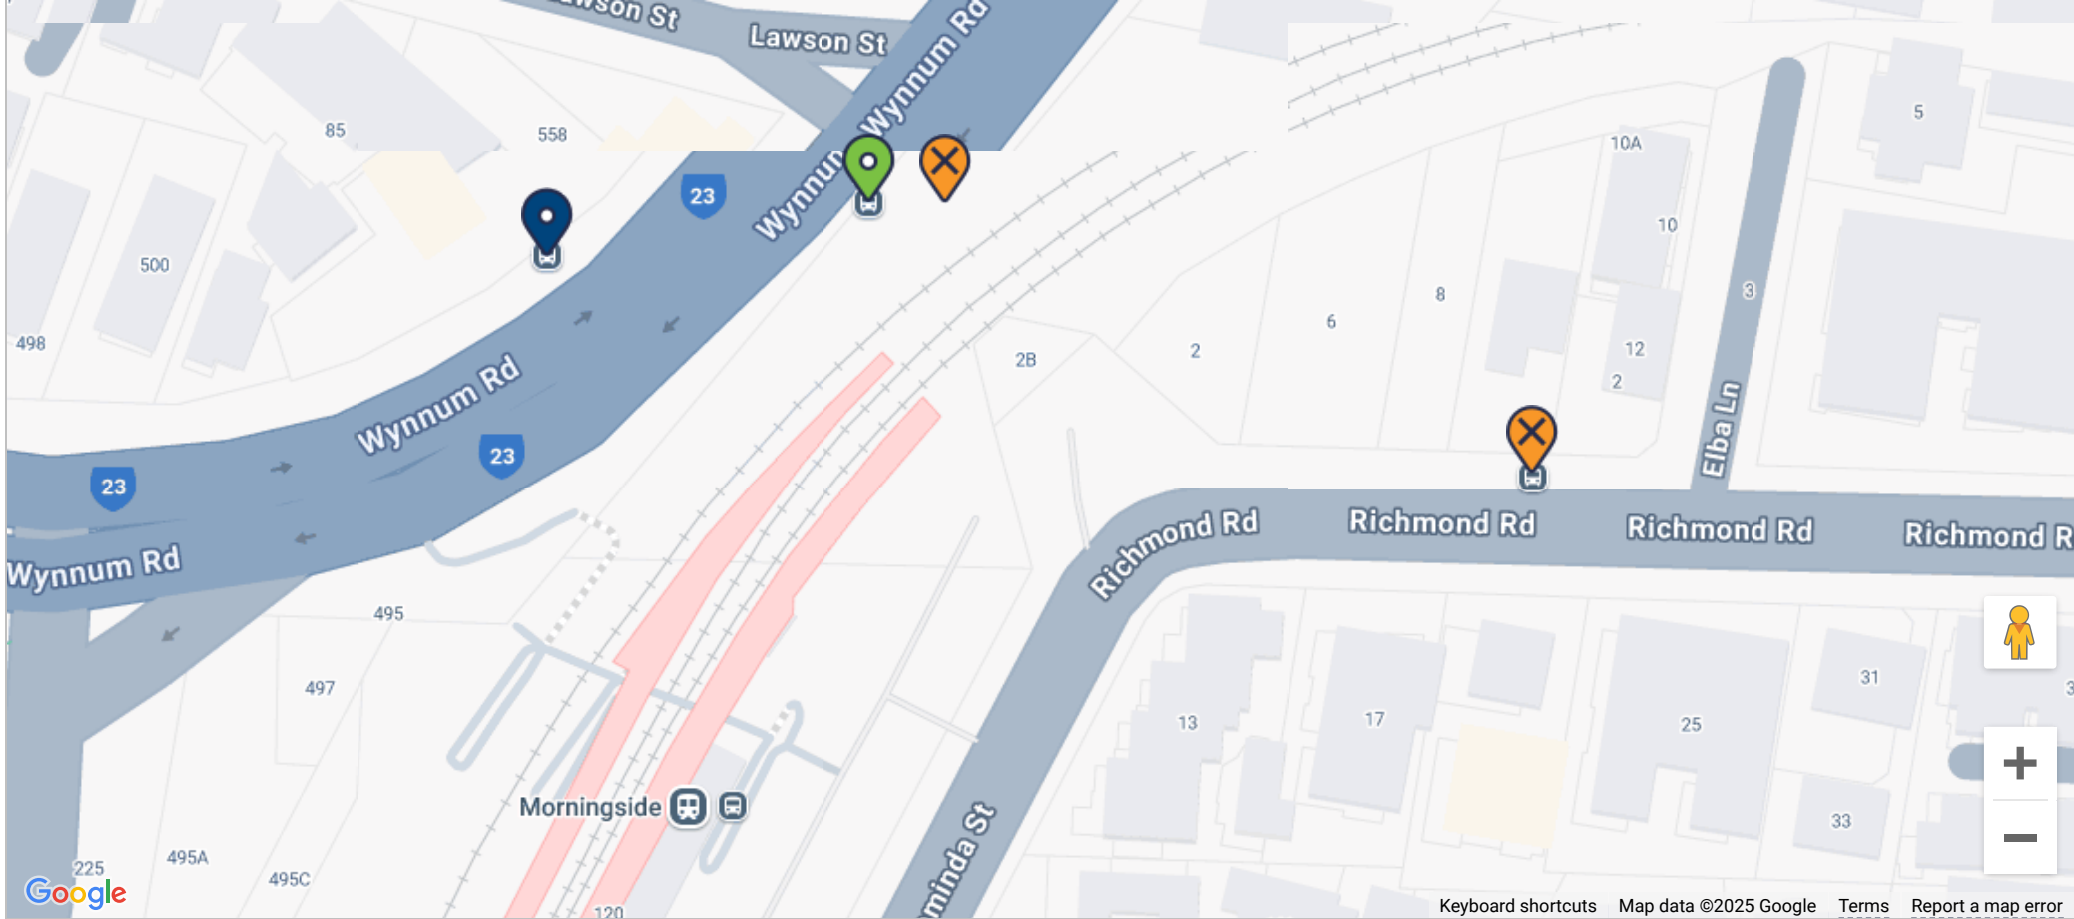 Lawson St
Wynnum Rd
85
558
5
10A
23
Wynnum
10
500
3
8
6
498
2B
2
12
2
Wynnum Rd
Elba Ln
23
23
Richmond Rd
Richmond Rd
Richmond Rd
Richmond R
Wynnum Rd
495
497
31
13
17
25
Morningside
33
495A
225
495C
120
minda St
Google
Keyboard shortcuts
Map data ©2025 Google
Terms
Report a map error